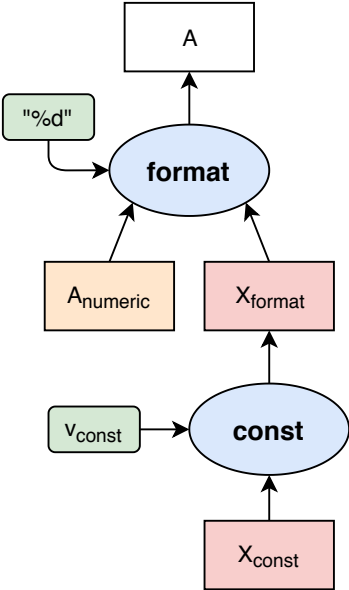 A
"%d"
format
Anumeric
Xformat
vconst
const
Xconst